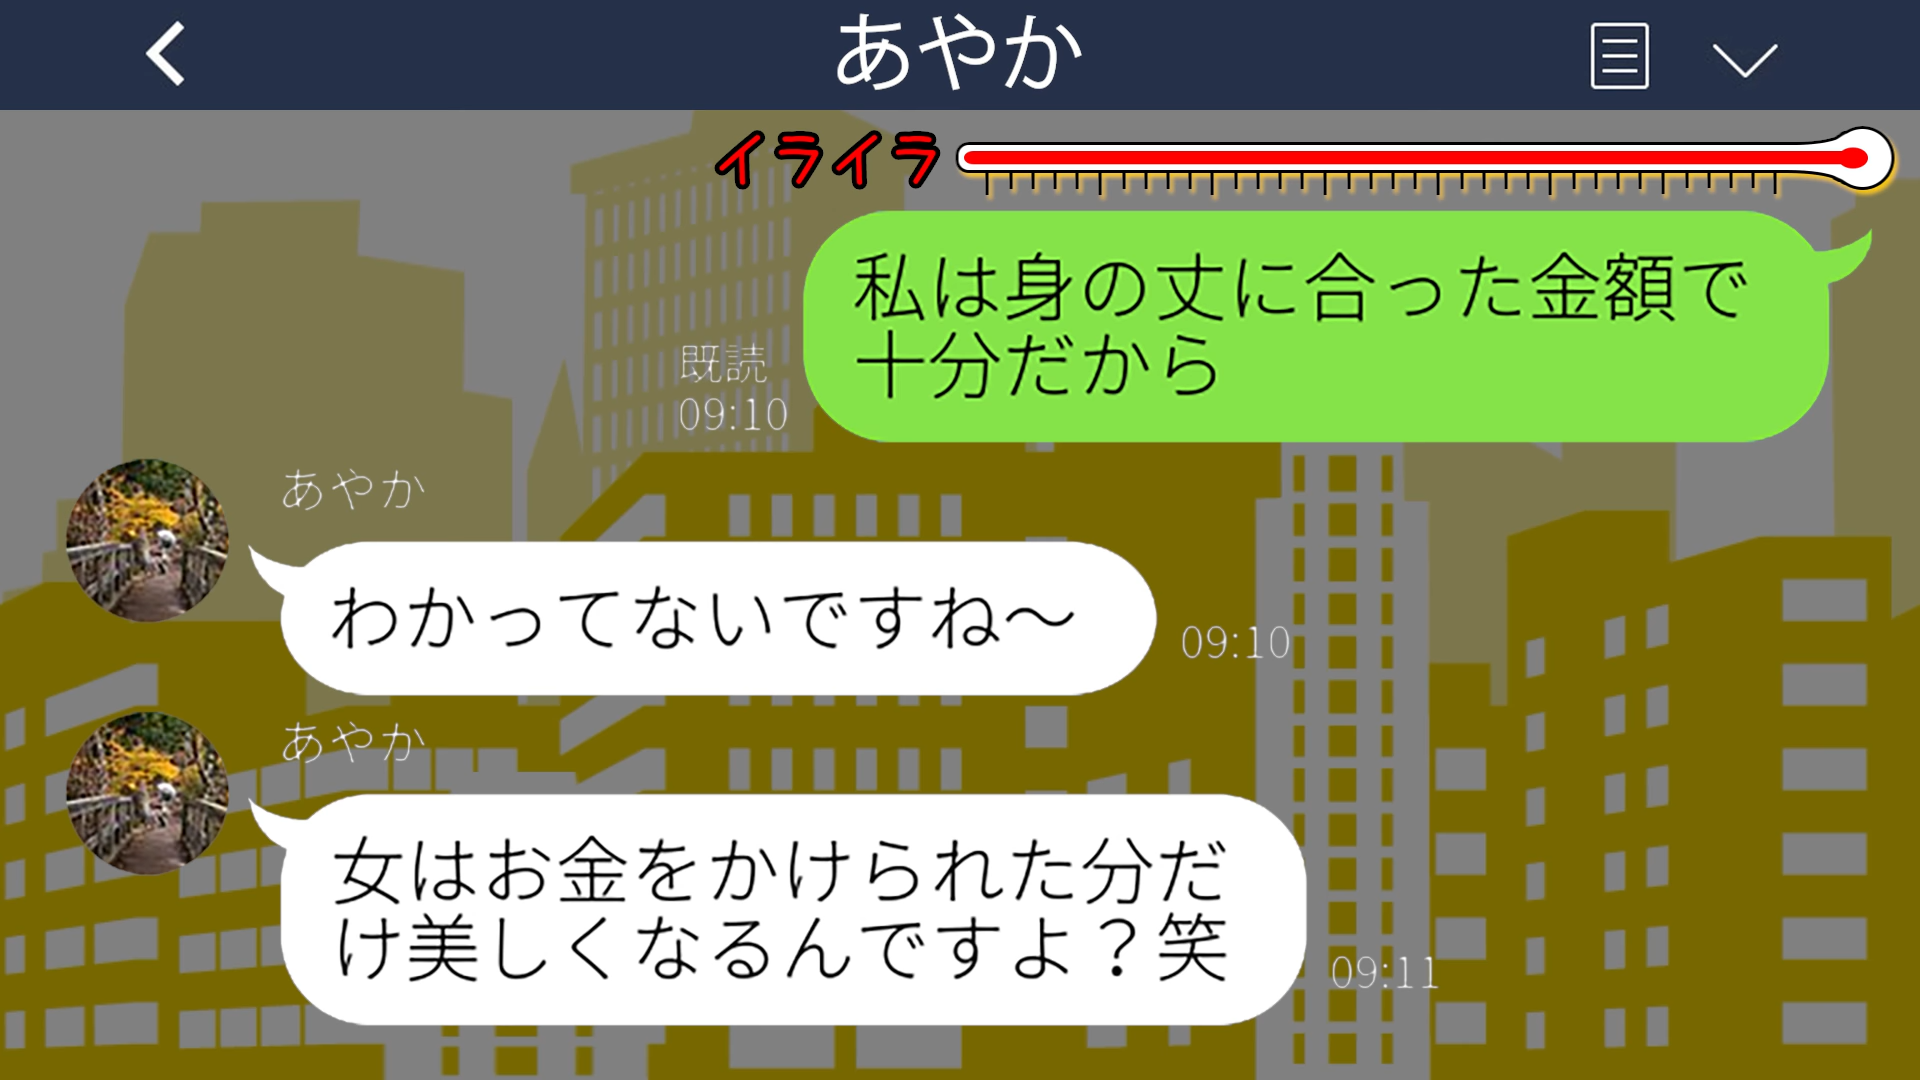 あやか
イライラ
私は身の丈に合った金額で
十分だから
既読
09:10
あやか
わかってないですね～
09:10
あやか
女はお金をかけられた分だ
け美しくなるんですよ？笑
09:11